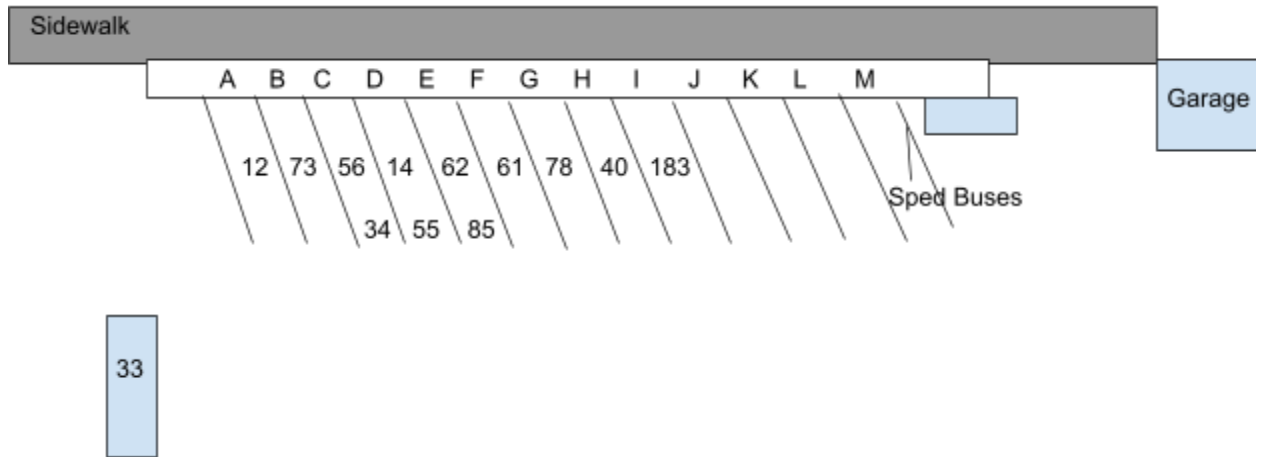 Sidewalk
A B C D E F G H I J K L M
Garage
12 73 56 14 62 61 78 40 183
Sped Buses
34 55 85
33